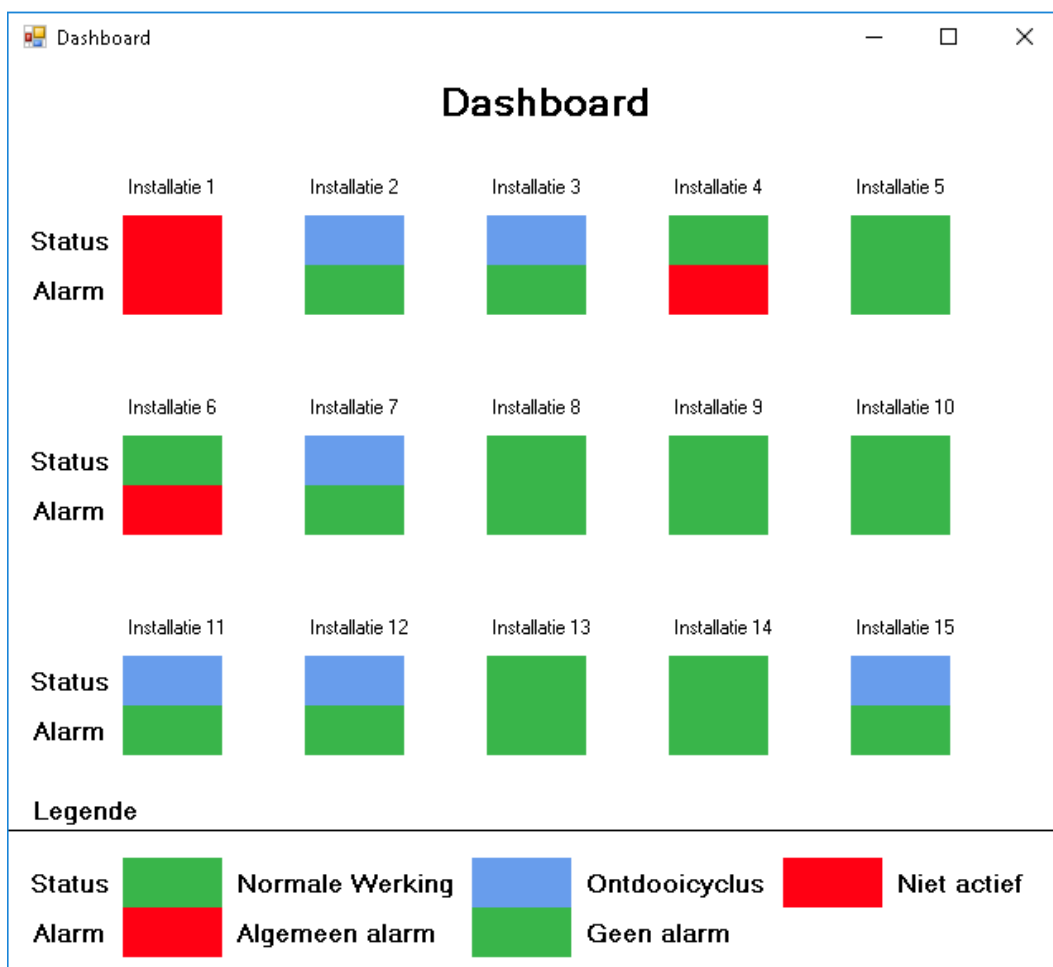 Dashboard
Dashboard
Installatie 1 Installatie 2 Installatie 3 Installatie 4 Installatie 5
Status
Alarm
Installatie 6 Installatie 7 Installatie 8 Installatie 9 Installatie 10
Status
Alarm
Installatie 11 Installatie 12 Installatie 13 Installatie 14 Installatie 15
Status
Alarm
Legende
Status Normale Werking Ontdooicyclus Niet actief
Alarm Algemeen alarm Geen alarm